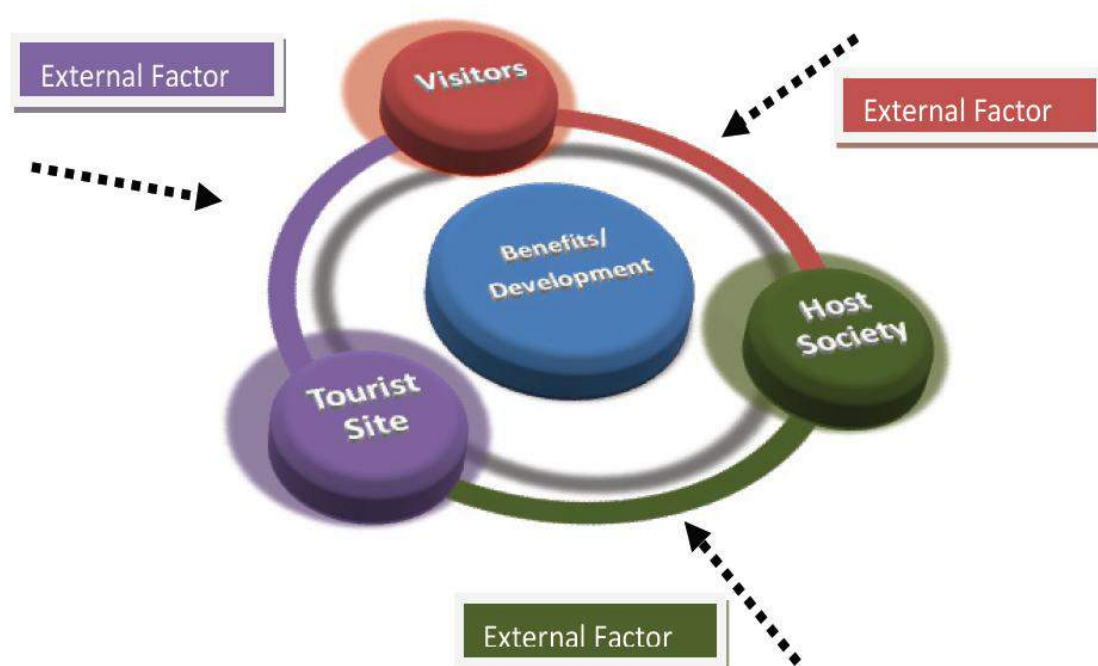 External Factor
Visitors
External Factor
Benefits/
Development
Host
Society
Tourist
Site
External Factor